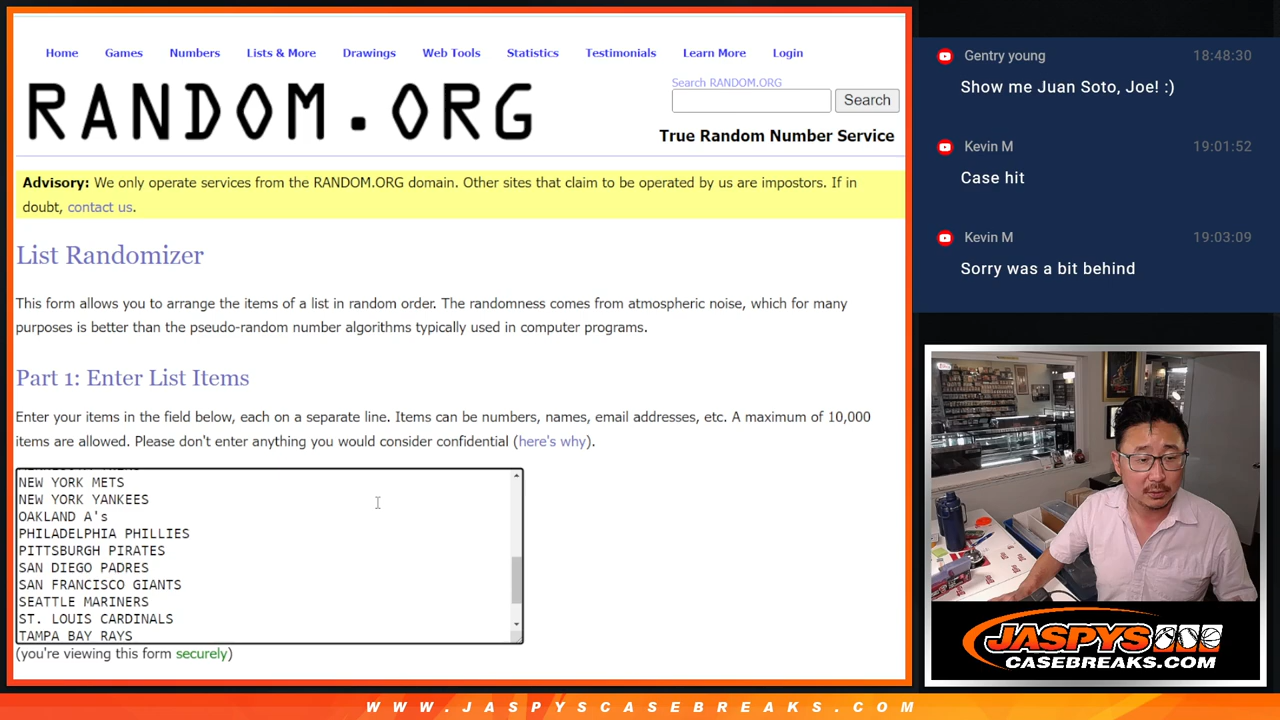 Home Games Numbers Lists & More Drawings Web Tools Statistics Testimonials Learn More Login
RANDOM.ORG
Search RANDOM.ORG
Search
True Random Number Service
Advisory: We only operate services from the RANDOM.ORG domain. Other sites that claim to be operated by us are impostors. If in
doubt, contact us.
List Randomizer
This form allows you to arrange the items of a list in random order. The randomness comes from atmospheric noise, which for many
purposes is better than the pseudo-random number algorithms typically used in computer programs.
Part 1: Enter List Items
Enter your items in the field below, each on a separate line. Items can be numbers, names, email addresses, etc. A maximum of 10,000
items are allowed. Please don't enter anything you would consider confidential (here's why).
NEW YORK METS
NEW YORK YANKEES
OAKLAND A's
PHILADELPHIA PHILLIES
PITTSBURGH PIRATES
SAN DIEGO PADRES
SAN FRANCISCO GIANTS
SEATTLE MARINERS
ST. LOUIS CARDINALS
TAMPA BAY RAYS
(you're viewing this form securely)
Gentry young 18:48:30
Show me Juan Soto, Joe! :)
Kevin M 19:01:52
Case hit
Kevin M 19:03:09
Sorry was a bit behind
JASPYS
CASEBREAKS.COM
WWW.JASPYSCASEBREAKS.COM